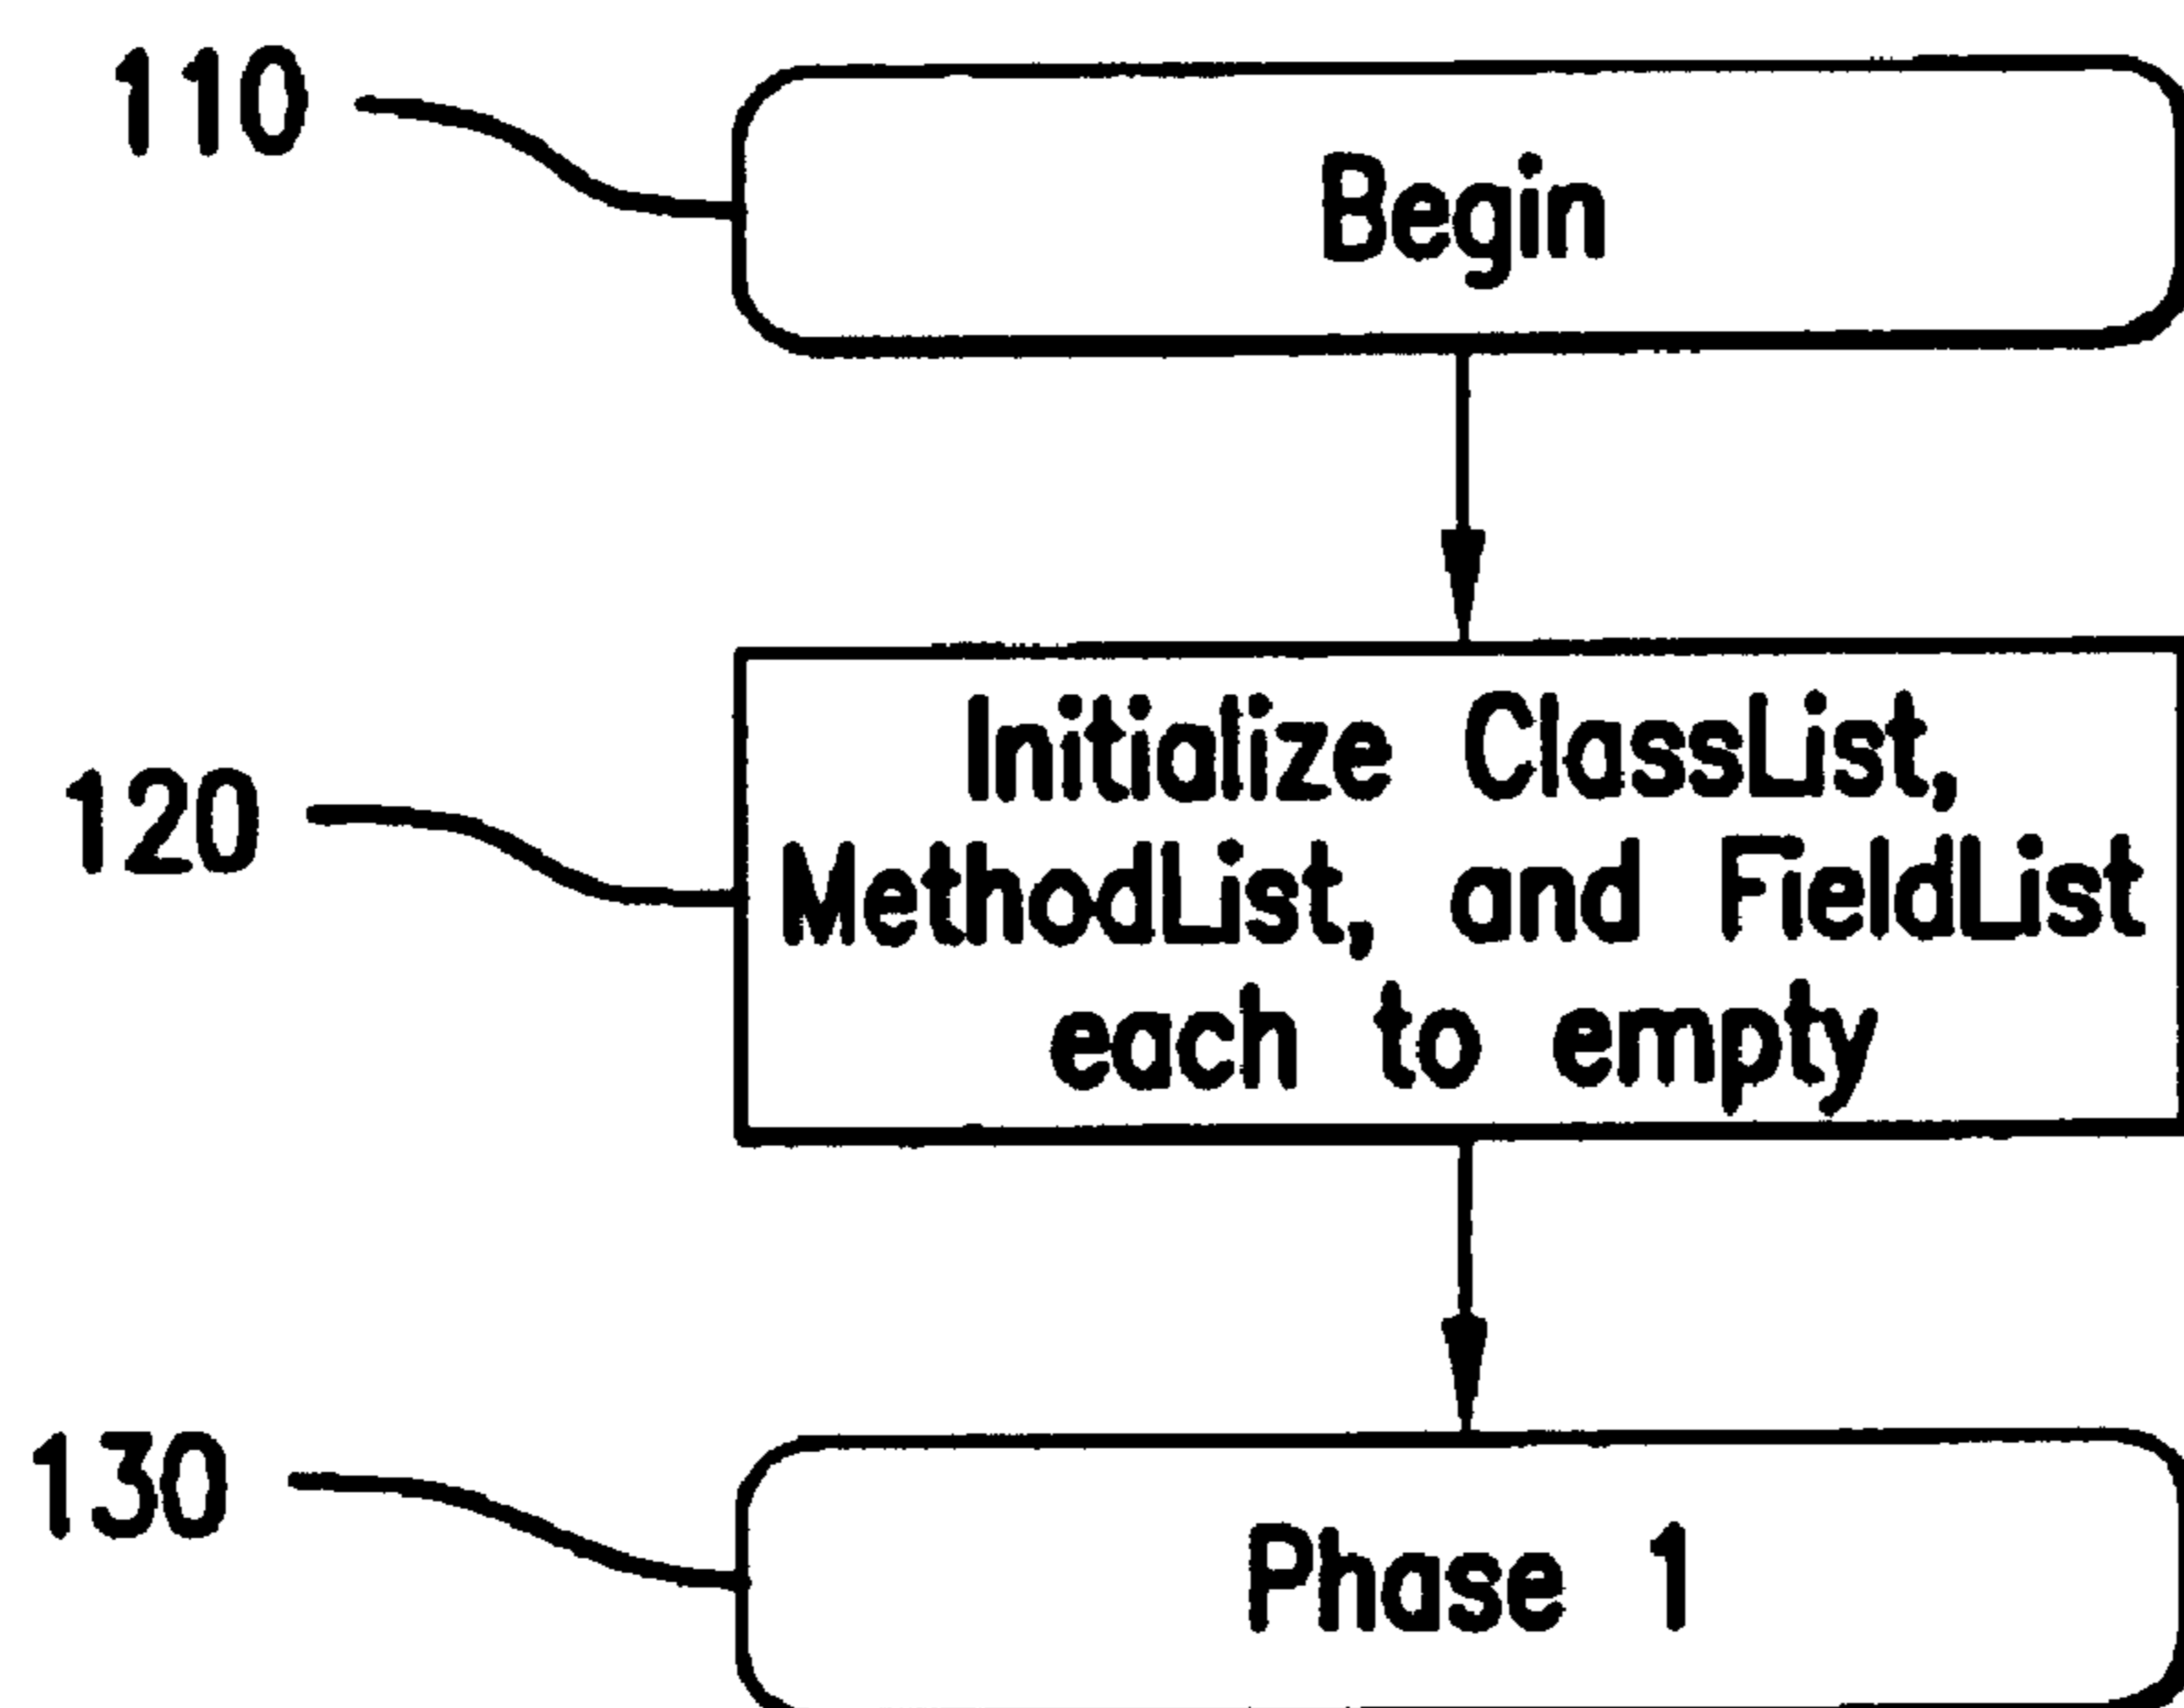 110
Begin
120
Initialize ClassList,
MethodList, and FieldList
each to empty
130
Phase 1